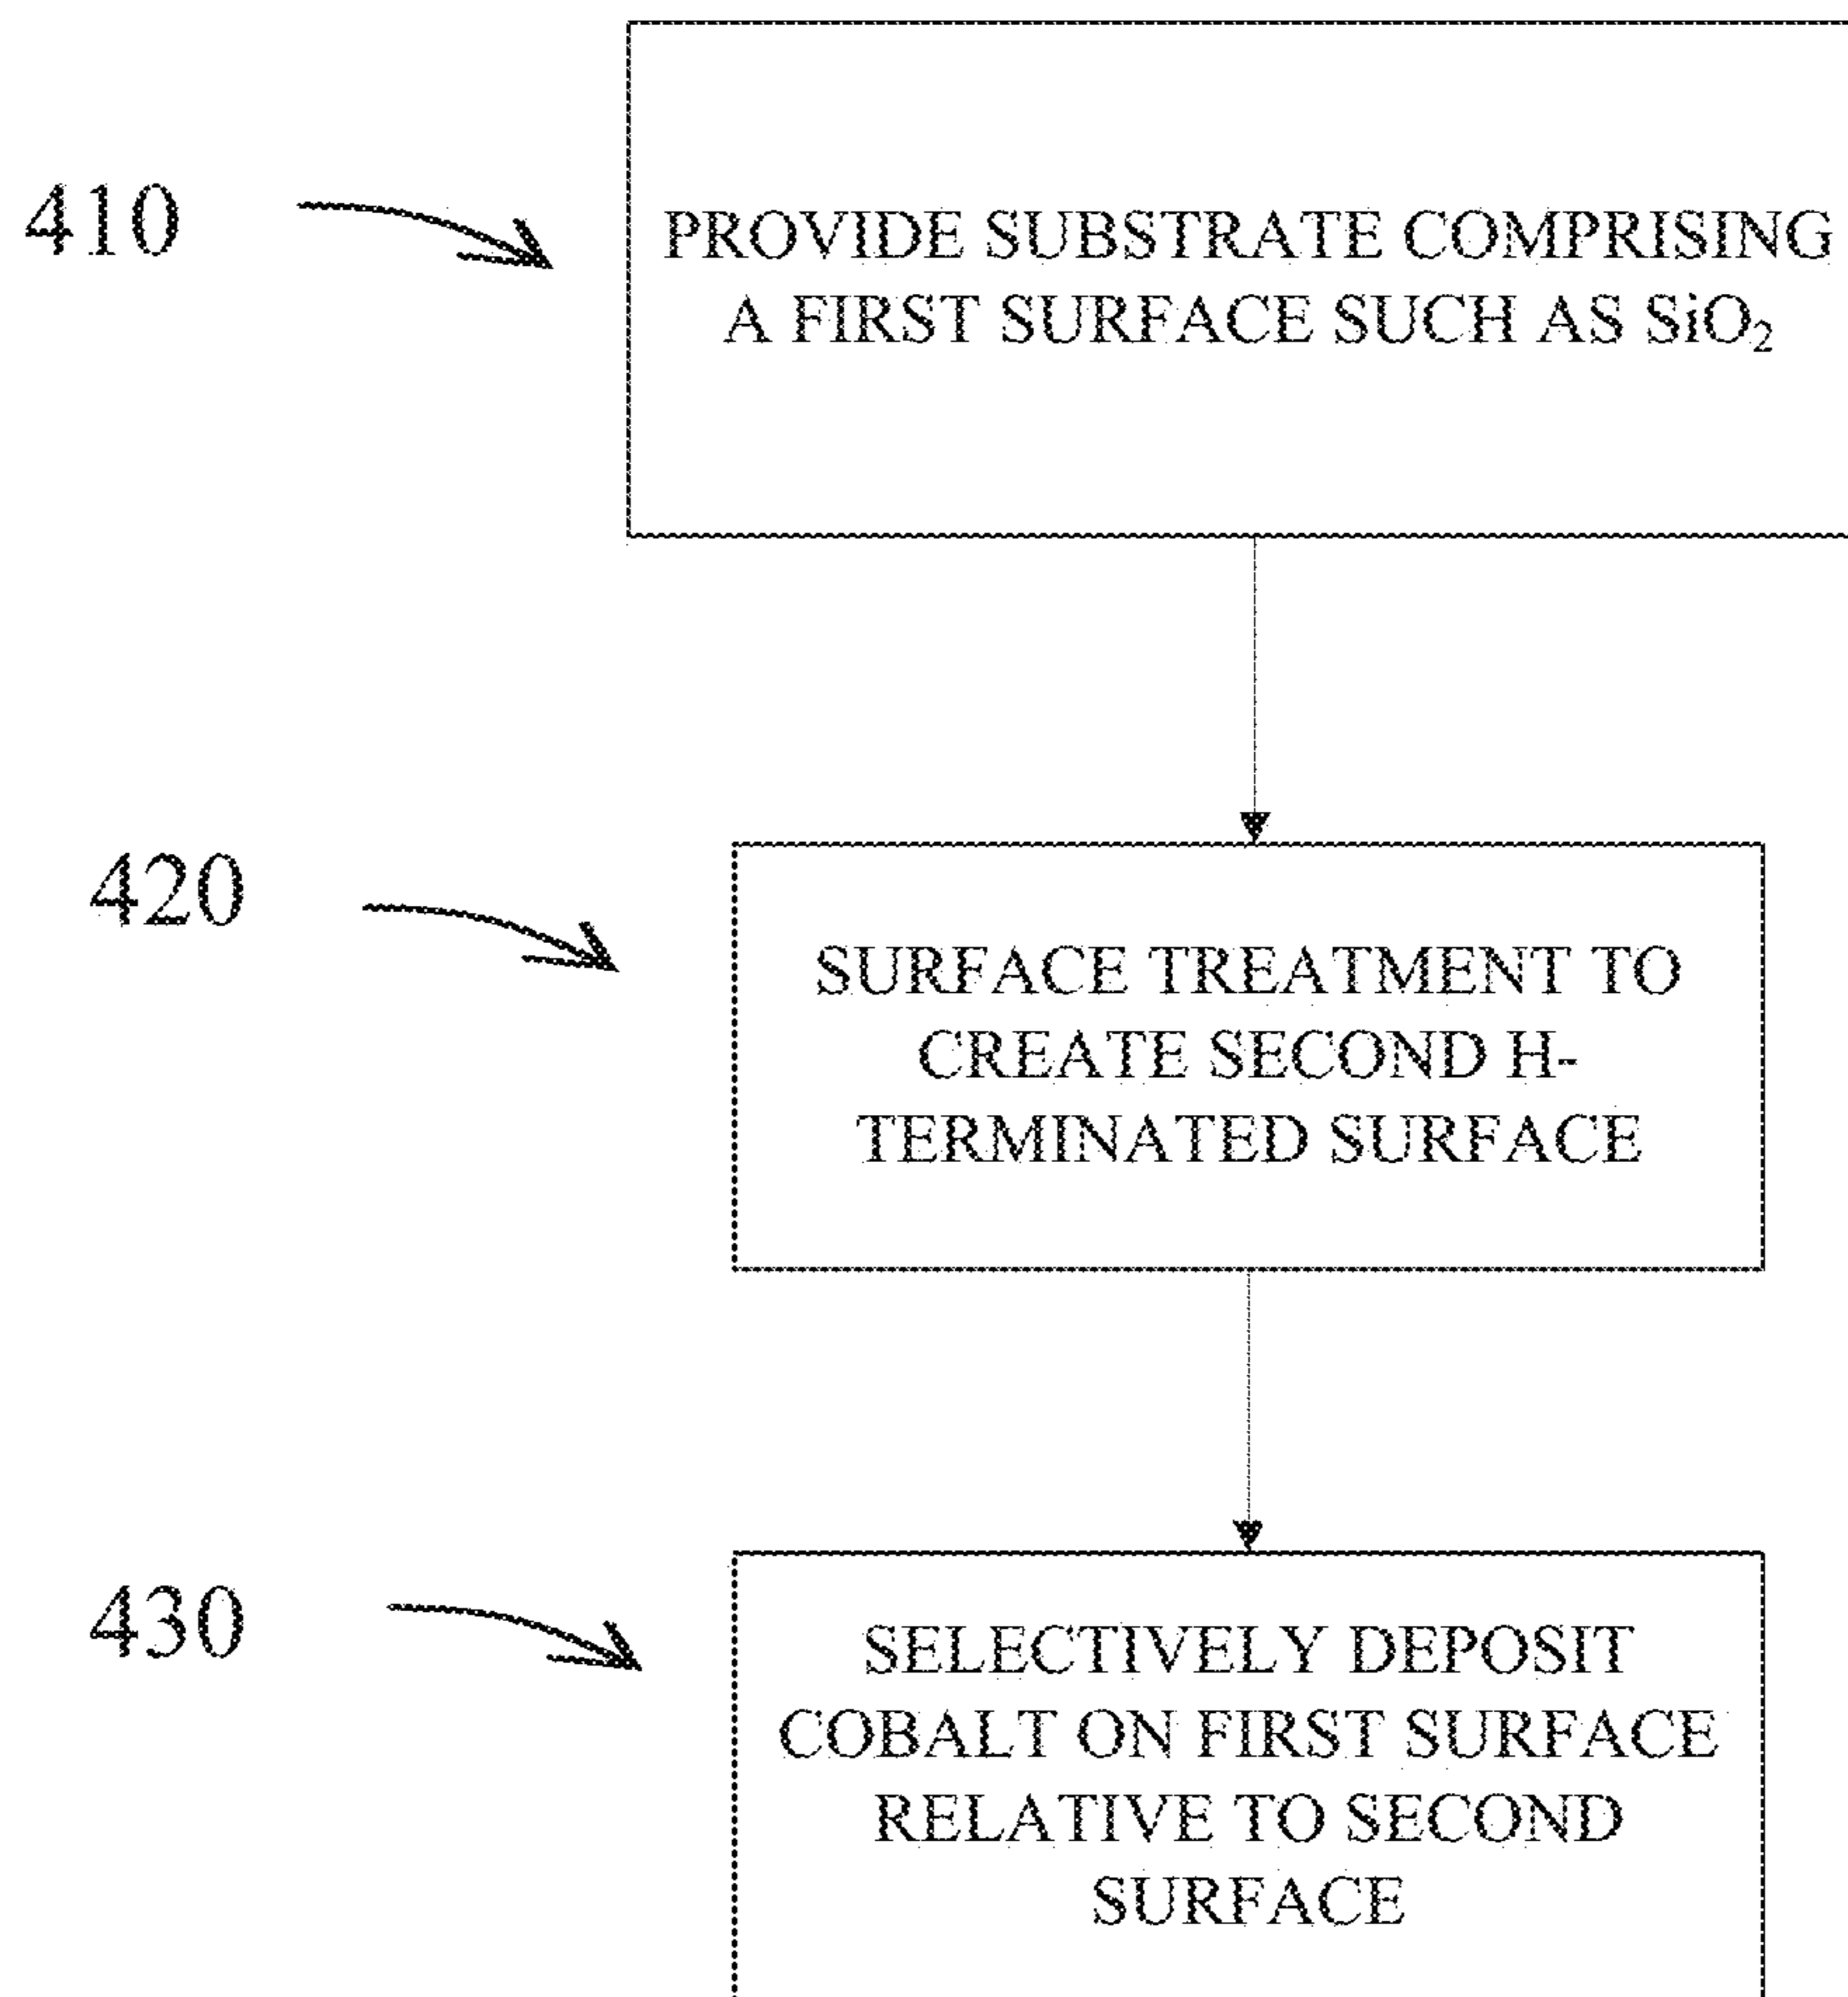 410
PROVIDE SUBSTRATE COMPRISING
A FIRST SURFACE SUCH AS SiO₂
420
SURFACE TREATMENT TO
CREATE SECOND H-
TERMINATED SURFACE
430
SELECTIVELY DEPOSIT
COBALT ON FIRST SURFACE
RELATIVE TO SECOND
SURFACE